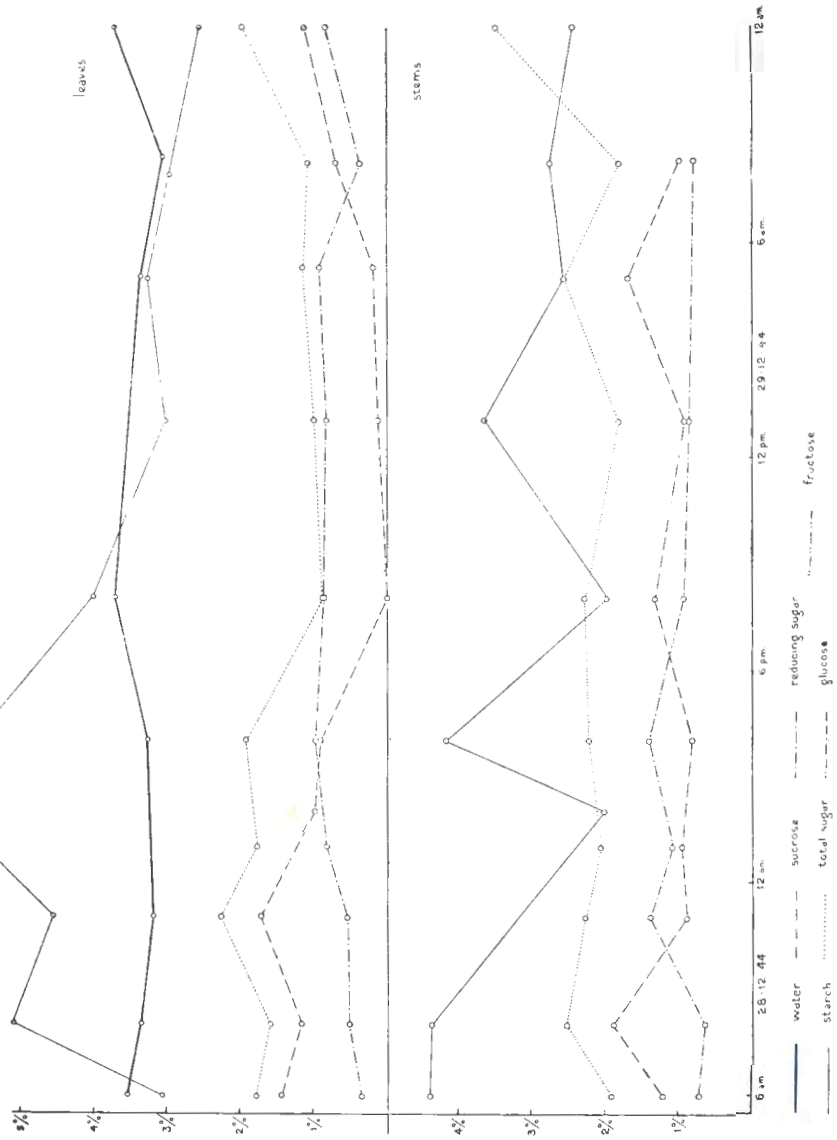 leaves
5%
4%
3%
2%
1%
stems
4%
3%
2%
1%
6 am
28-12 44
12 am.
6 pm.
12 pm.
29-12 44
6 am.
12 am.
water
sucrose
reducing sugar
fructose
starch
total sugar
glucose